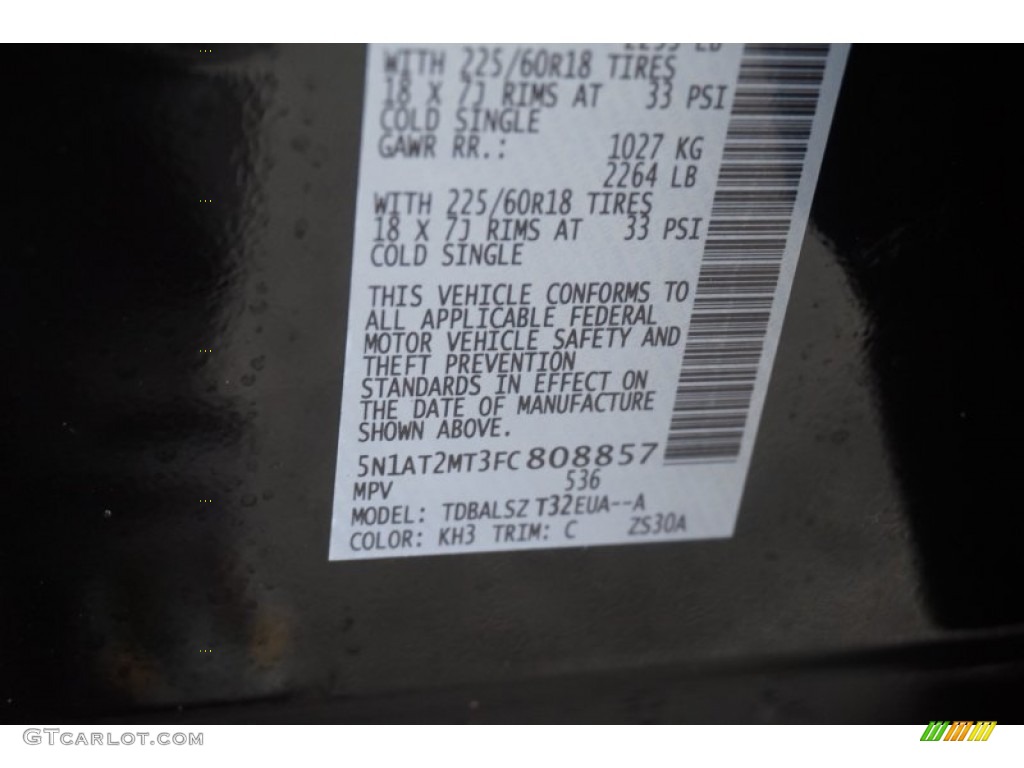 WITH 225/60R18 TIRES
18 X 7J RIMS AT 33 PSI
COLD SINGLE
GAWR RR.: 1027 KG
2264 LB
WITH 225/60R18 TIRES
18 X 7J RIMS AT 33 PSI
COLD SINGLE
THIS VEHICLE CONFORMS TO
ALL APPLICABLE FEDERAL
MOTOR VEHICLE SAFETY AND
THEFT PREVENTION
STANDARDS IN EFFECT ON
THE DATE OF MANUFACTURE
SHOWN ABOVE.
5N1AT2MT3FC808857
MPV 536
MODEL: TDBALSZ T32EUA--A
COLOR: KH3 TRIM: C ZS30A
GTCARLOT.COM